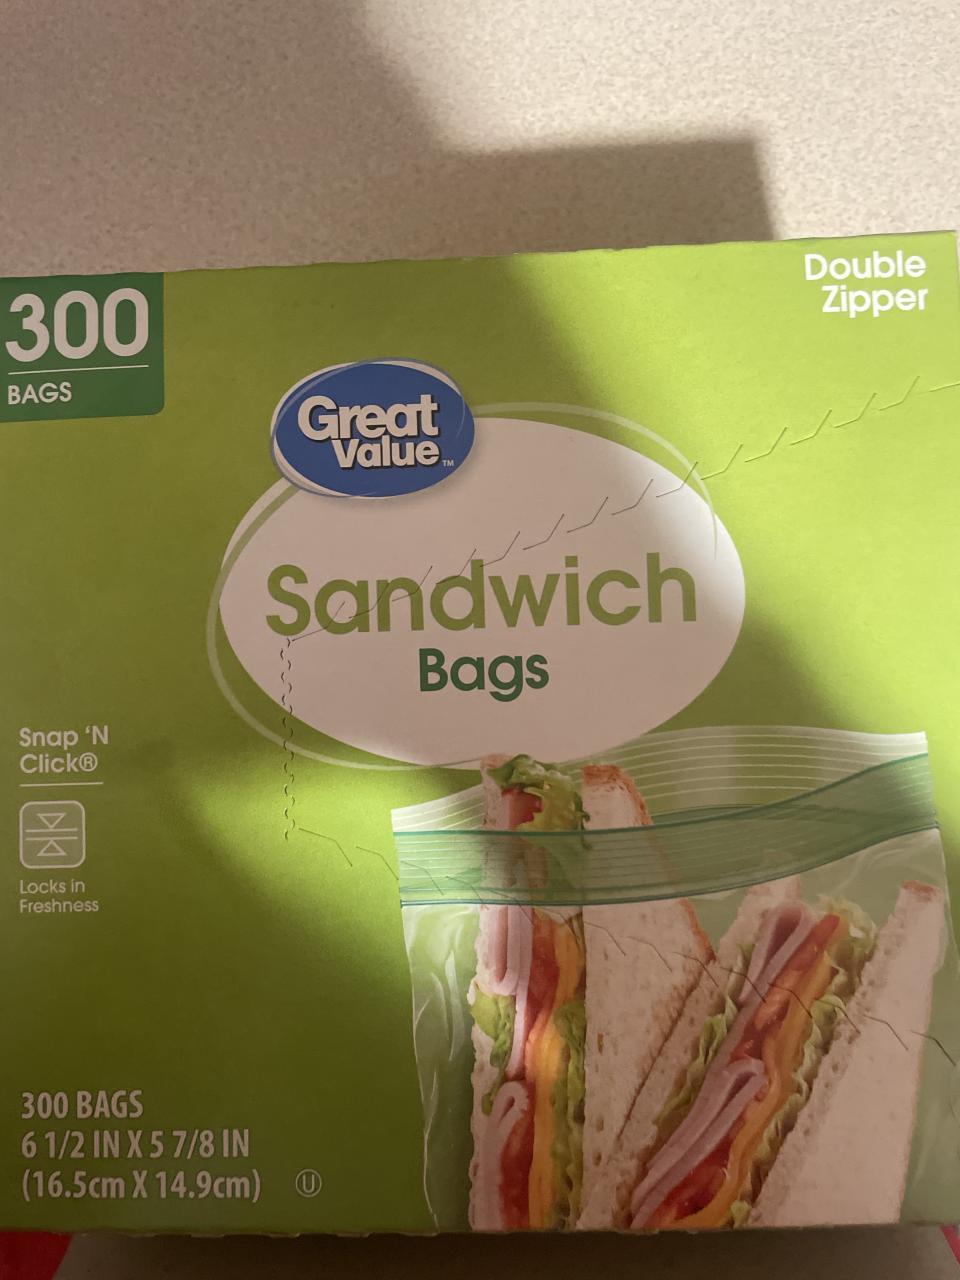 Double
Zipper
300
BAGS
Great
Value™
Sandwich
Bags
Snap ‘N
Click®
Locks in
Freshness
300 BAGS
6 1/2 IN X 5 7/8 IN
(16.5cm X 14.9cm) U